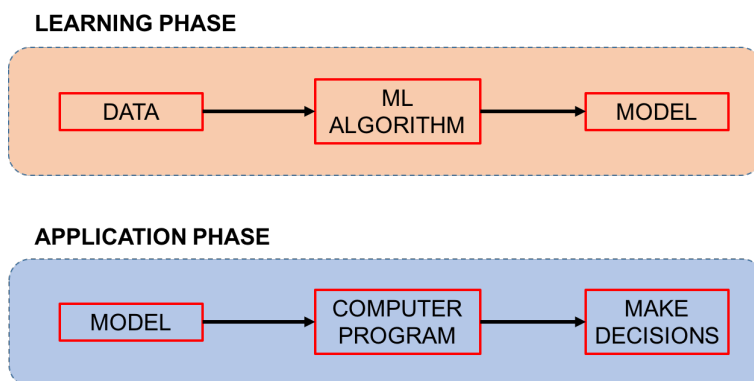 LEARNING PHASE
DATA
ML
ALGORITHM
MODEL
APPLICATION PHASE
MODEL
COMPUTER
PROGRAM
MAKE
DECISIONS